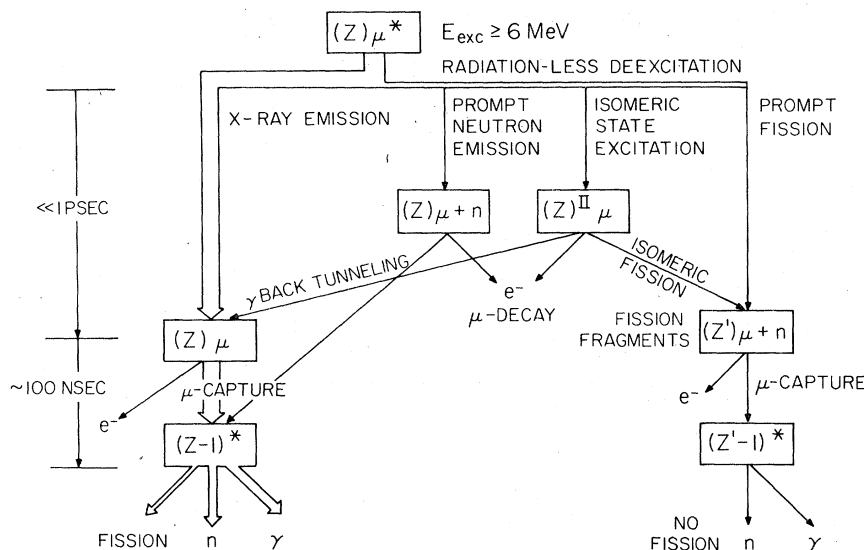 (Z)μ* E_exc ≥ 6 MeV
RADIATION-LESS DEEXCITATION
X-RAY EMISSION
PROMPT
NEUTRON
EMISSION
ISOMERIC
STATE
EXCITATION
PROMPT
FISSION
<<1PSEC
(Z)μ+n
(Z)^II μ
γ BACK TUNNELING
ISOMERIC
FISSION
e⁻
μ-DECAY
FISSION
FRAGMENTS
(Z) μ
(Z')μ+n
~100 NSEC
μ-CAPTURE
e⁻
e⁻
μ-CAPTURE
(Z-1)*
(Z'-1)*
FISSION n γ
NO
FISSION
n γ